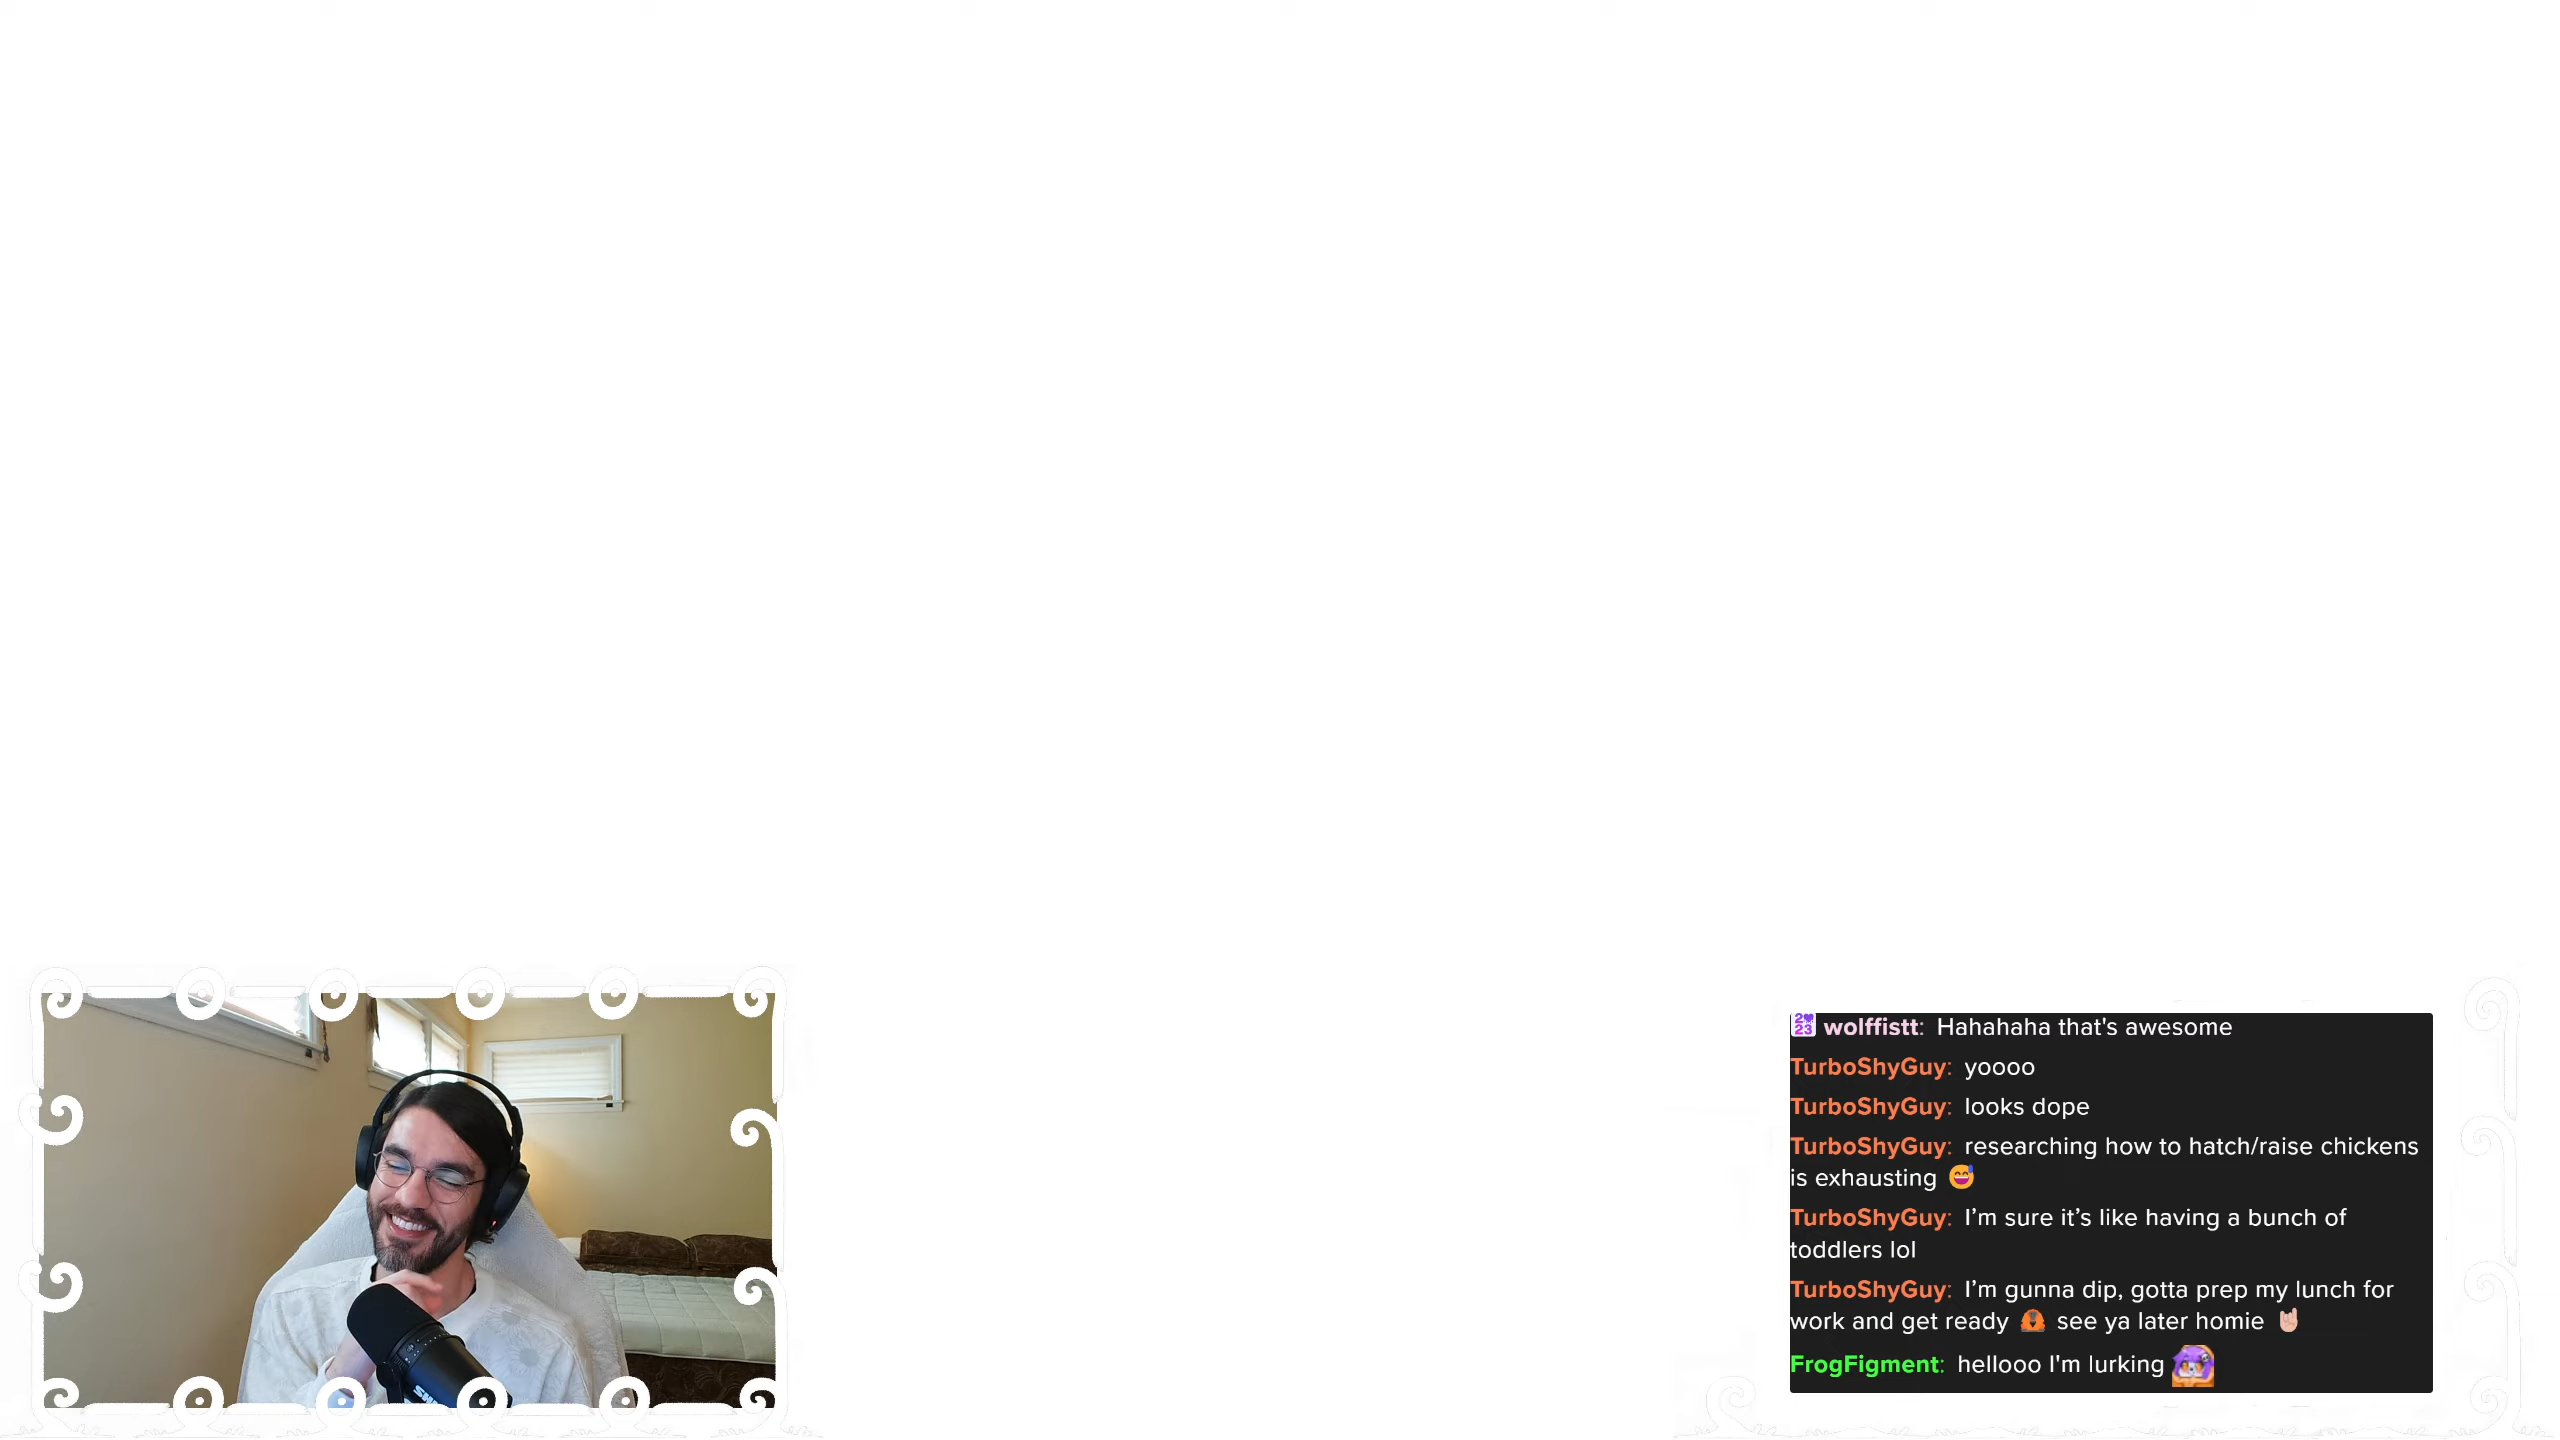 wolffistt: Hahahaha that's awesome
TurboShyGuy: yoooo
TurboShyGuy: looks dope
TurboShyGuy: researching how to hatch/raise chickens
is exhausting 😅
TurboShyGuy: I’m sure it’s like having a bunch of
toddlers lol
TurboShyGuy: I’m gunna dip, gotta prep my lunch for
work and get ready 🦧 see ya later homie 🤘🏻
FrogFigment: hellooo I'm lurking